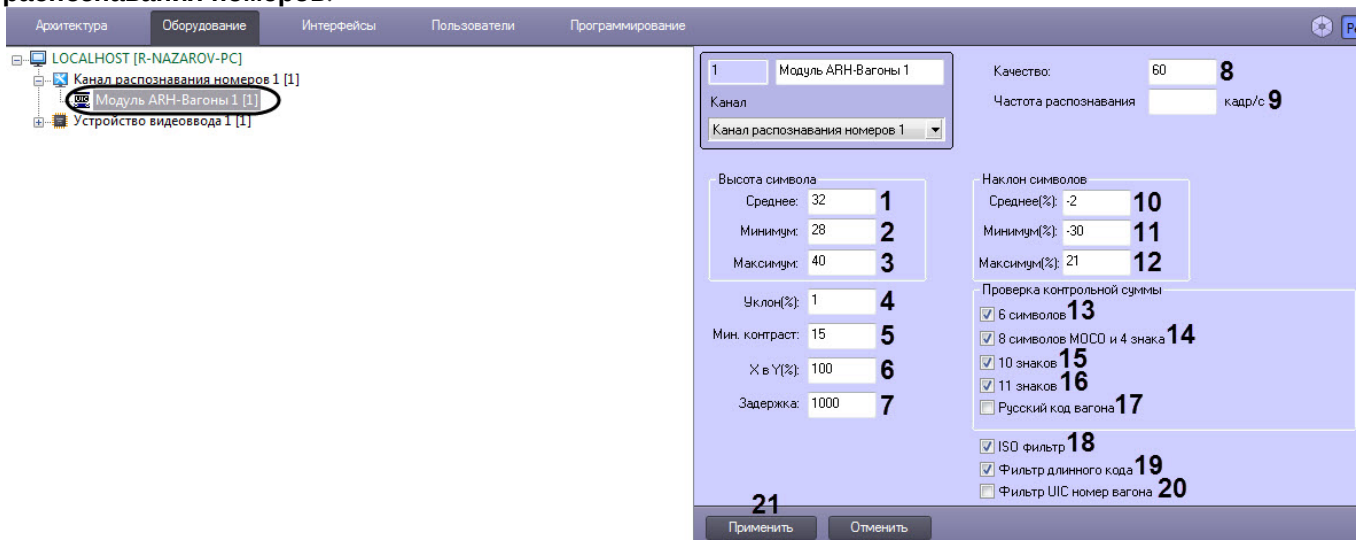 распознавания номеров.
Архитектура Оборудование Интерфейсы Пользователи Программирование
LOCALHOST [R-NAZAROV-PC]
Канал распознавания номеров 1 [1]
Модуль ARH-Вагоны 1 [1]
Устройство видеоввода 1 [1]
1 Модуль ARH-Вагоны 1
Канал
Канал распознавания номеров 1
Качество: 60 8
Частота распознавания кадр/с 9
Высота символа
Среднее: 32 1
Минимум: 28 2
Максимум: 40 3
Уклон(%): 1 4
Мин. контраст: 15 5
X в Y(%): 100 6
Задержка: 1000 7
Наклон символов
Среднее(%): -2 10
Минимум(%): -30 11
Максимум(%): 21 12
Проверка контрольной суммы
6 символов 13
8 символов МОСО и 4 знака 14
10 знаков 15
11 знаков 16
Русский код вагона 17
ISO фильтр 18
Фильтр длинного кода 19
Фильтр UIC номер вагона 20
21
Применить Отменить